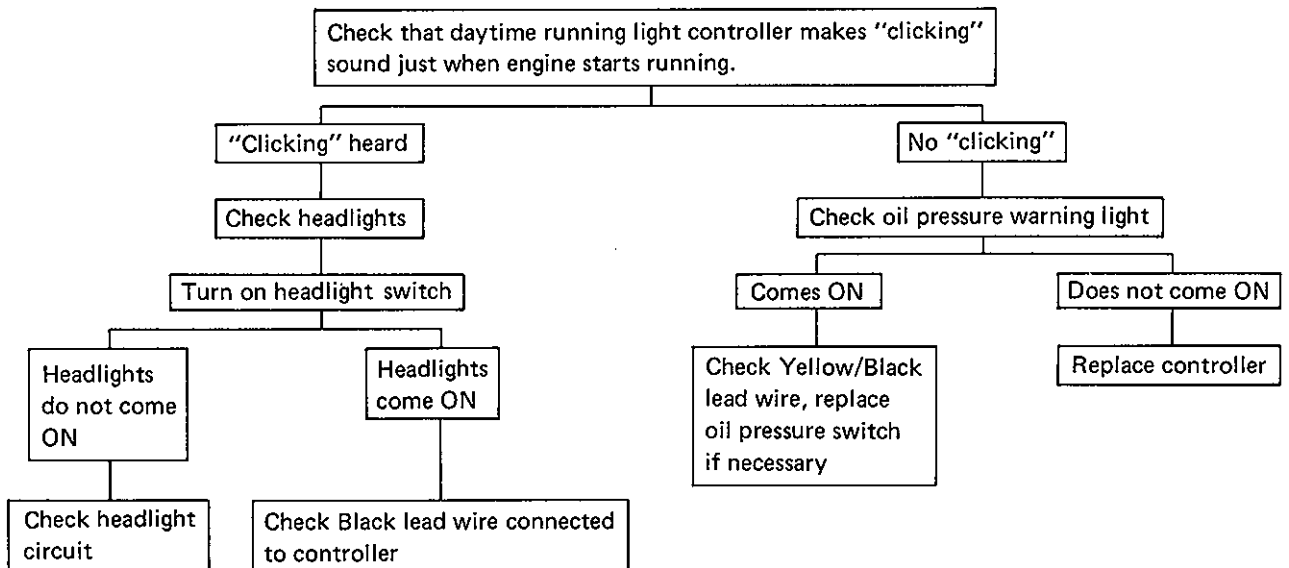 Check that daytime running light controller makes "clicking"
sound just when engine starts running.
"Clicking" heard
No "clicking"
Check headlights
Check oil pressure warning light
Turn on headlight switch
Comes ON
Does not come ON
Headlights
do not come
ON
Headlights
come ON
Check Yellow/Black
lead wire, replace
oil pressure switch
if necessary
Replace controller
Check headlight
circuit
Check Black lead wire connected
to controller